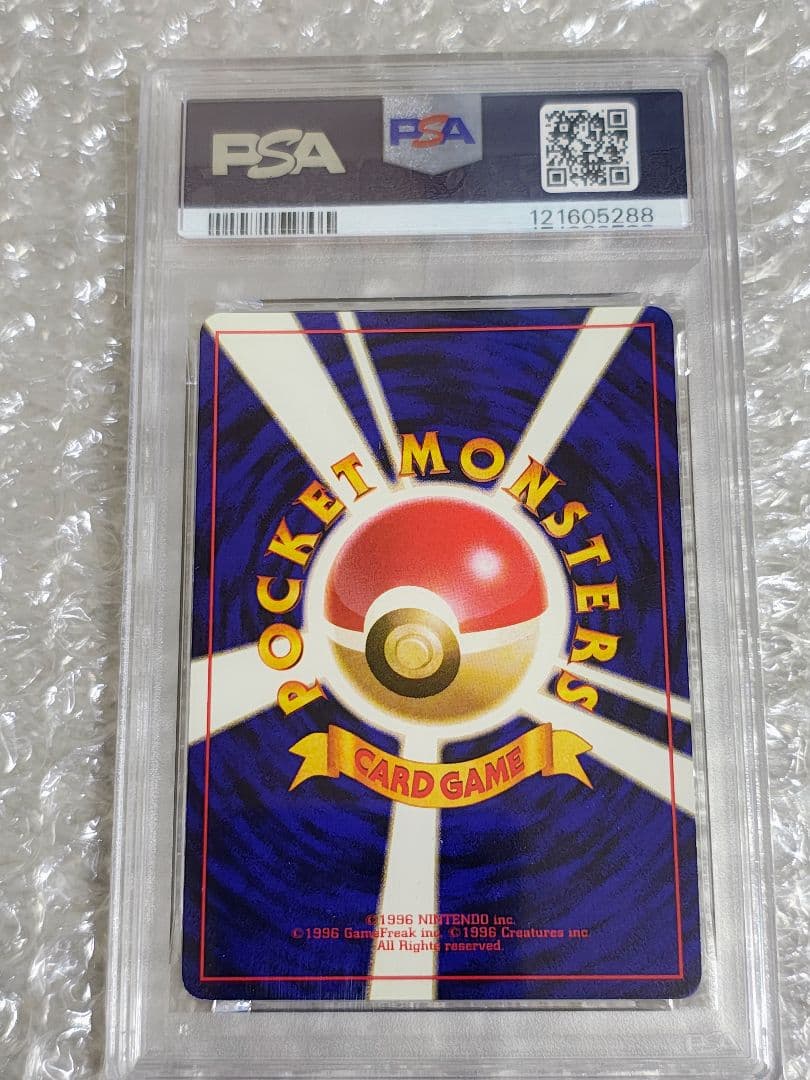 PSA
PSA
121605288
POCKET MONSTERS
CARD GAME
©1996 NINTENDO inc.
©1996 GameFreak inc. ©1996 Creatures inc.
All Rights reserved.